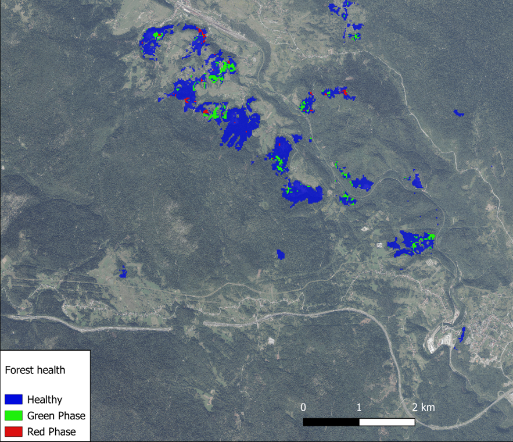 0 1 2 km
Forest health
Healthy
Green Phase
Red Phase